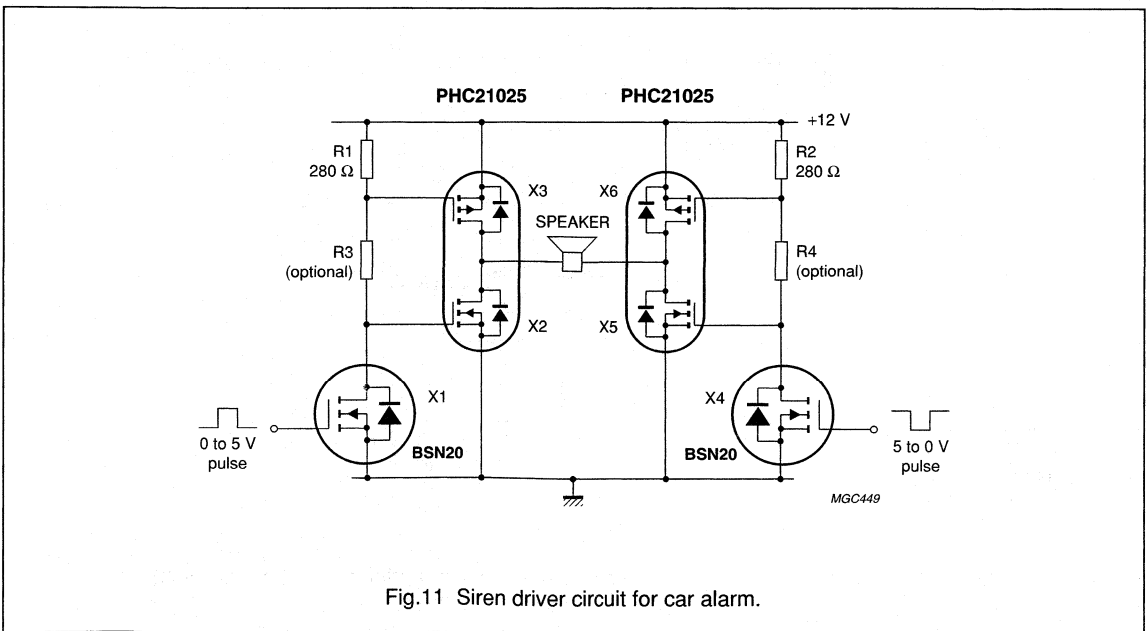 PHC21025 PHC21025
+12 V
R1
280 Ω
R2
280 Ω
X3
X6
SPEAKER
R3
(optional)
R4
(optional)
X2
X5
X1
X4
0 to 5 V
pulse
BSN20
BSN20
5 to 0 V
pulse
MGC449
Fig.11 Siren driver circuit for car alarm.